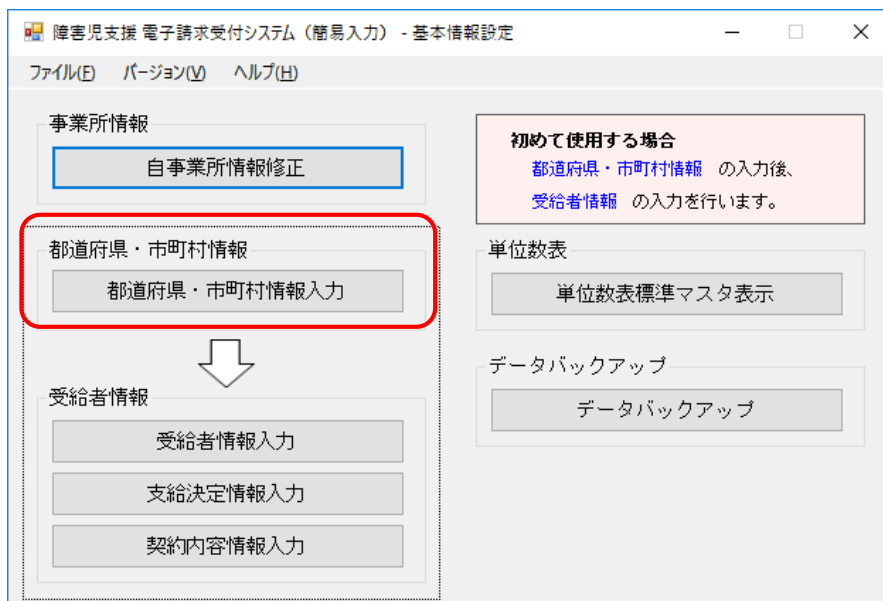 障害児支援 電子請求受付システム（簡易入力） - 基本情報設定
ファイル(F) バージョン(V) ヘルプ(H)
事業所情報
自事業所情報修正
初めて使用する場合
都道府県・市町村情報 の入力後、
受給者情報 の入力を行います。
都道府県・市町村情報
都道府県・市町村情報入力
単位数表
単位数表標準マスタ表示
データバックアップ
データバックアップ
受給者情報
受給者情報入力
支給決定情報入力
契約内容情報入力